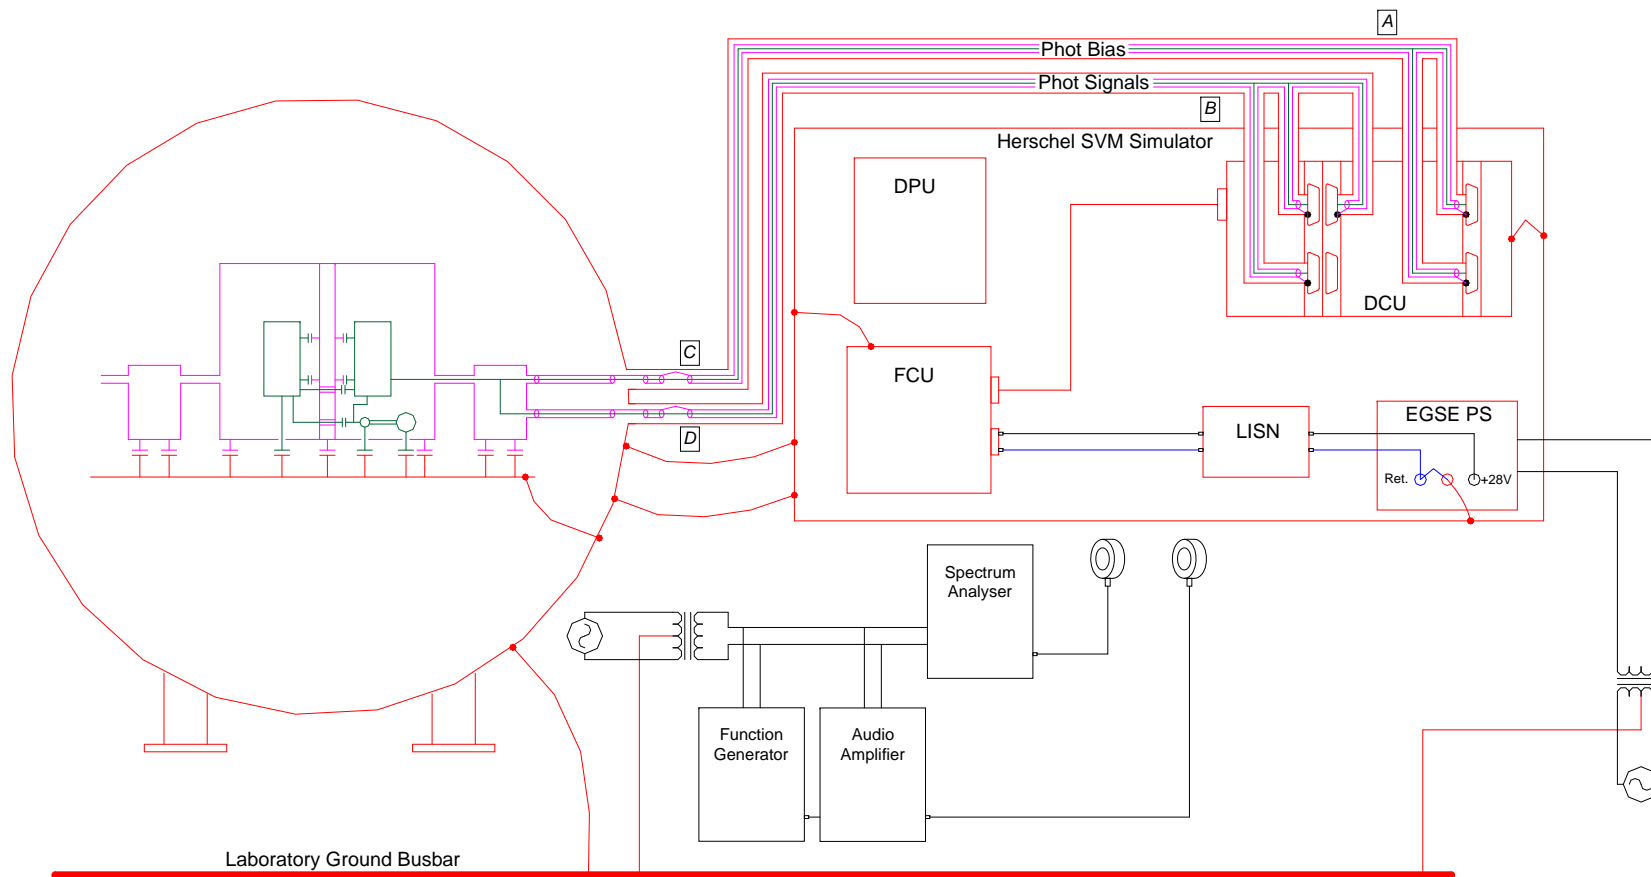 A
Phot Bias
Phot Signals
B
Herschel SVM Simulator
DPU
DCU
C
FCU
EGSE PS
LISN
D
Ret.
+28V
Spectrum
Analyser
Function
Generator
Audio
Amplifier
Laboratory Ground Busbar